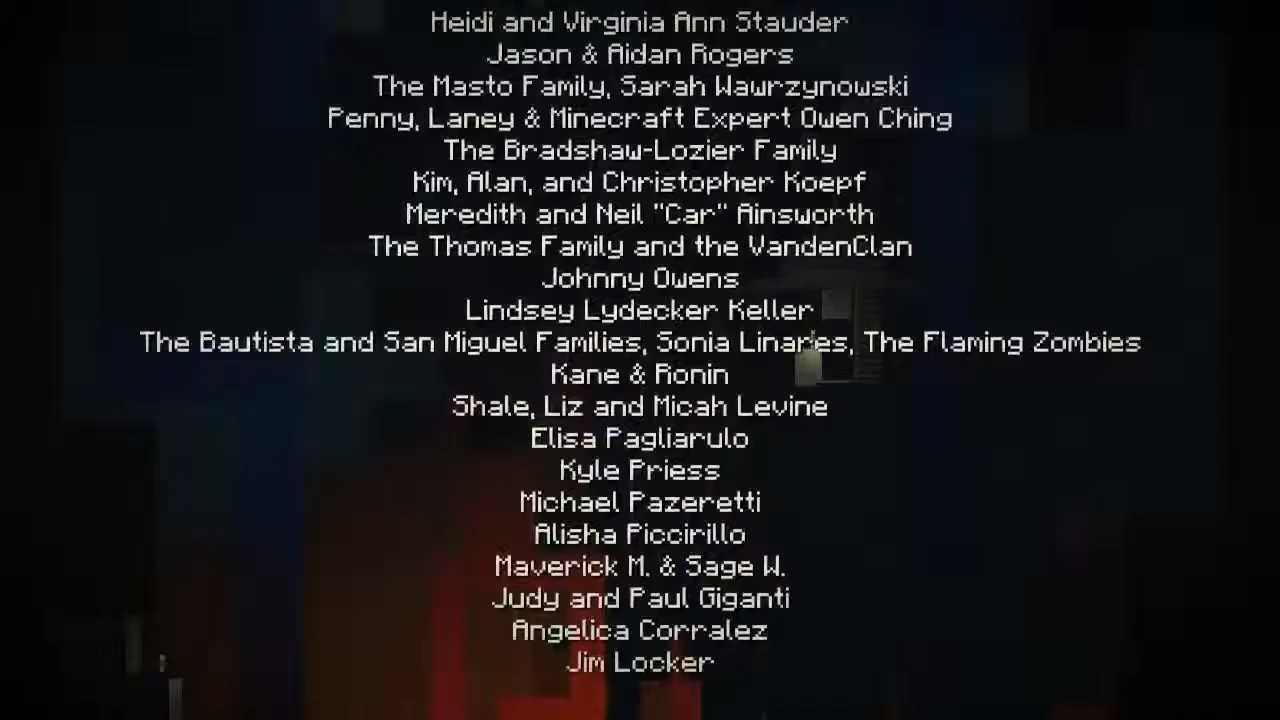 Heidi and Virginia Ann Stauder
Jason & Aidan Rogers
The Masto Family, Sarah Wawrzynowski
Penny, Laney & Minecraft Expert Owen Ching
The Bradshaw-Lozier Family
Kim, Alan, and Christopher Koepf
Meredith and Neil "Car" Ainsworth
The Thomas Family and the VandenClan
Johnny Owens
Lindsey Lydecker Keller
The Bautista and San Miguel Families, Sonia Linares, The Flaming Zombies
Kane & Ronin
Shale, Liz and Micah Levine
Elisa Pagliarulo
Kyle Priess
Michael Pazeretti
Alisha Piccirillo
Maverick M. & Sage W.
Judy and Paul Giganti
Angelica Corralez
Jim Locker